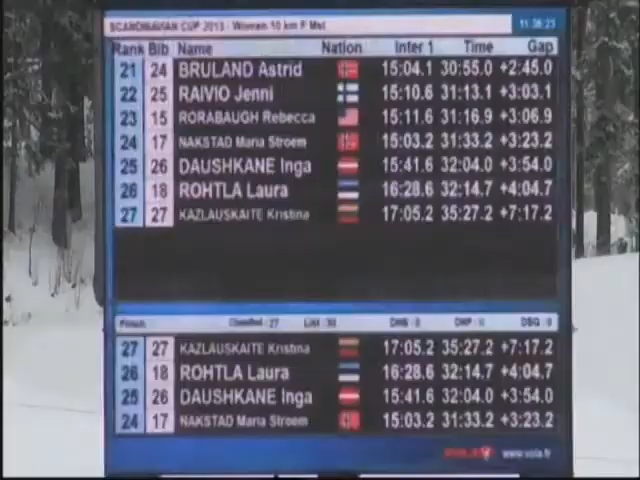 SCANDINAVIAN CUP 2013 - Women 10 km F Mst 11:36:23
Rank Bib Name Nation Inter 1 Time Gap
21 24 BRULAND Astrid 15:04.1 30:55.0 +2:45.0
22 25 RAIVIO Jenni 15:10.6 31:13.1 +3:03.1
23 15 RORABAUGH Rebecca 15:11.6 31:16.9 +3:06.9
24 17 NAKSTAD Maria Stroem 15:03.2 31:33.2 +3:23.2
25 26 DAUSHKANE Inga 15:41.6 32:04.0 +3:54.0
26 18 ROHTLA Laura 16:28.6 32:14.7 +4:04.7
27 27 KAZLAUSKAITE Kristina 17:05.2 35:27.2 +7:17.2
Finish Classified : 27
27 27 KAZLAUSKAITE Kristina 17:05.2 35:27.2 +7:17.2
26 18 ROHTLA Laura 16:28.6 32:14.7 +4:04.7
25 26 DAUSHKANE Inga 15:41.6 32:04.0 +3:54.0
24 17 NAKSTAD Maria Stroem 15:03.2 31:33.2 +3:23.2
www.vola.fr